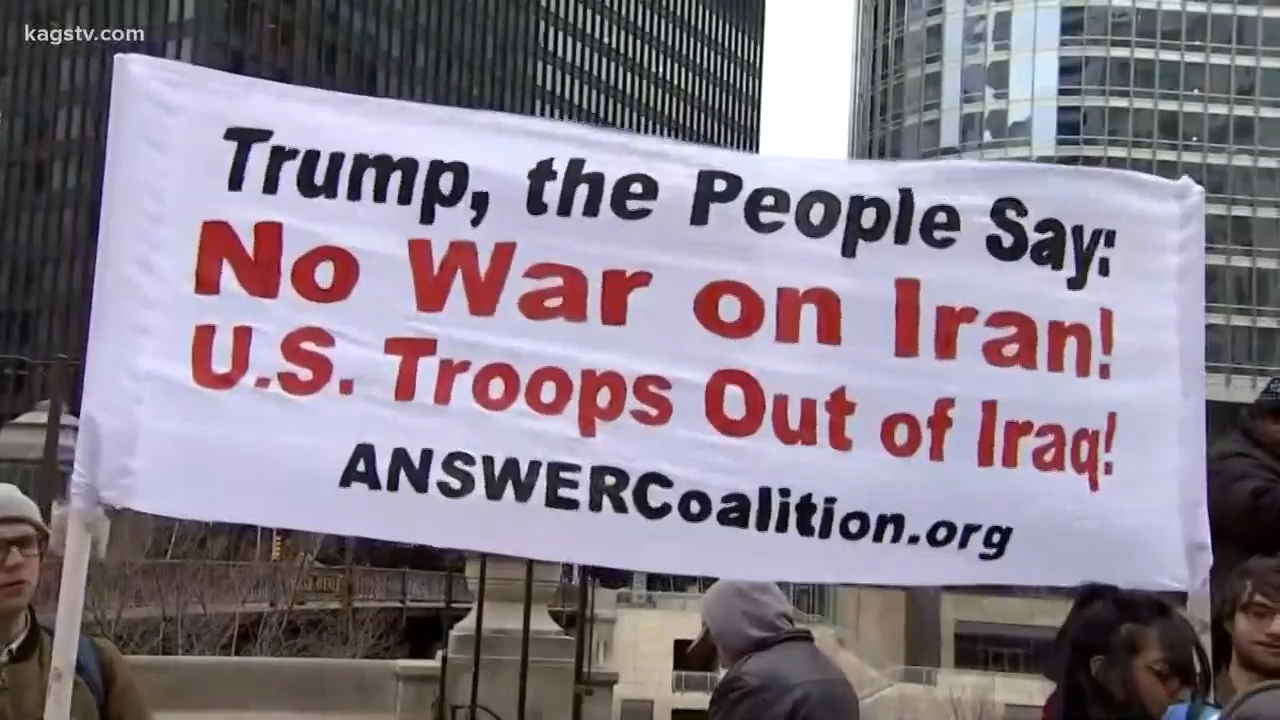 kagstv.com
Trump, the People Say:
No War on Iran!
U.S. Troops Out of Iraq!
ANSWERCoalition.org